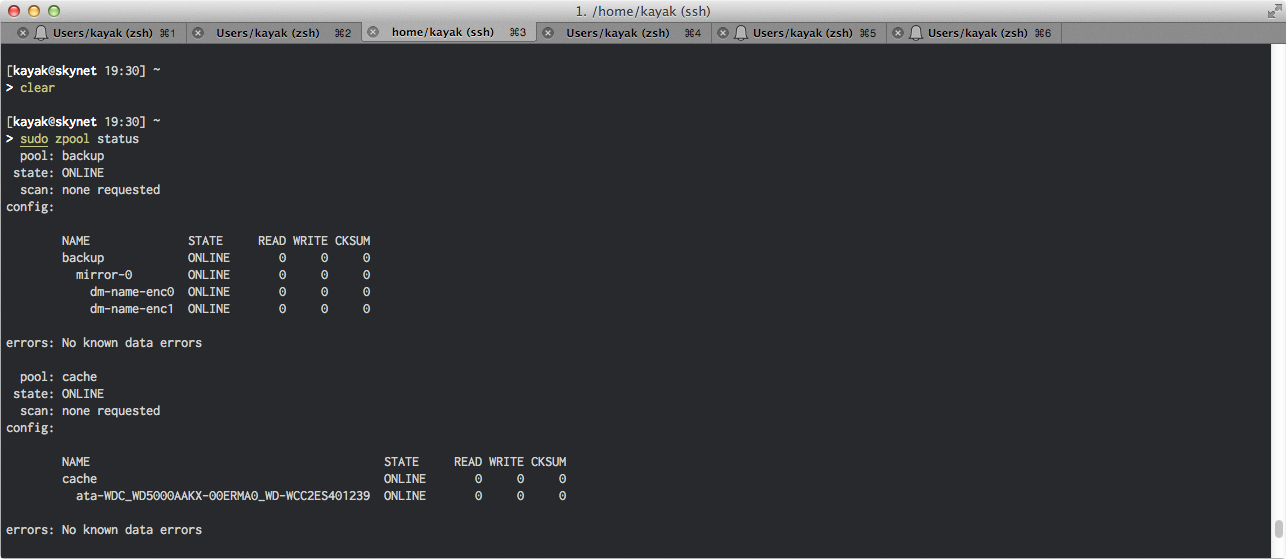 1. /home/kayak (ssh)
Users/kayak (zsh) ⌘1 Users/kayak (zsh) ⌘2 home/kayak (ssh) ⌘3 Users/kayak (zsh) ⌘4 Users/kayak (zsh) ⌘5 Users/kayak (zsh) ⌘6
[kayak@skynet 19:30] ~
> clear
[kayak@skynet 19:30] ~
> sudo zpool status
  pool: backup
 state: ONLINE
  scan: none requested
config:
        NAME              STATE     READ WRITE CKSUM
        backup            ONLINE       0     0     0
          mirror-0        ONLINE       0     0     0
            dm-name-enc0  ONLINE       0     0     0
            dm-name-enc1  ONLINE       0     0     0
errors: No known data errors
  pool: cache
 state: ONLINE
  scan: none requested
config:
        NAME                                          STATE     READ WRITE CKSUM
        cache                                         ONLINE       0     0     0
          ata-WDC_WD5000AAKX-00ERMA0_WD-WCC2ES401239  ONLINE       0     0     0
errors: No known data errors